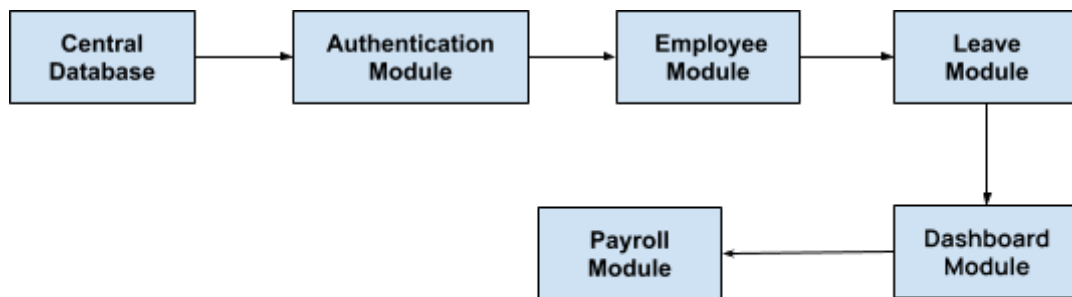 Central
Database
Authentication
Module
Employee
Module
Leave
Module
Payroll
Module
Dashboard
Module